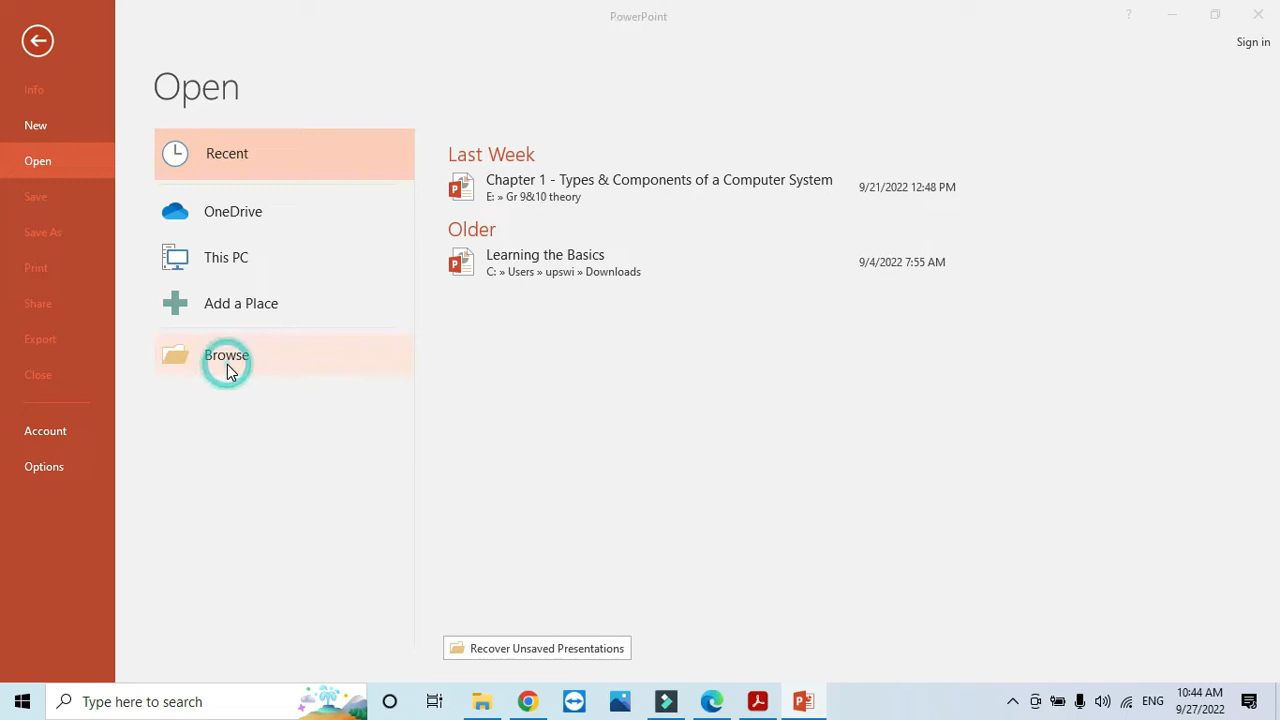 PowerPoint
?
Sign in
Info
New
Open
Save
Save As
Print
Share
Export
Close
Account
Options
Open
Recent
OneDrive
This PC
Add a Place
Browse
Last Week
Chapter 1 - Types & Components of a Computer System
E: » Gr 9&10 theory
9/21/2022 12:48 PM
Older
Learning the Basics
C: » Users » upswi » Downloads
9/4/2022 7:55 AM
Recover Unsaved Presentations
Type here to search
ENG
10:44 AM
9/27/2022